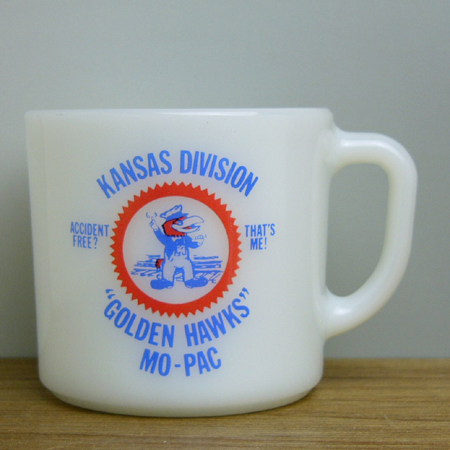 KANSAS DIVISION
ACCIDENT
FREE?
THAT'S
ME!
"GOLDEN HAWKS"
MO-PAC